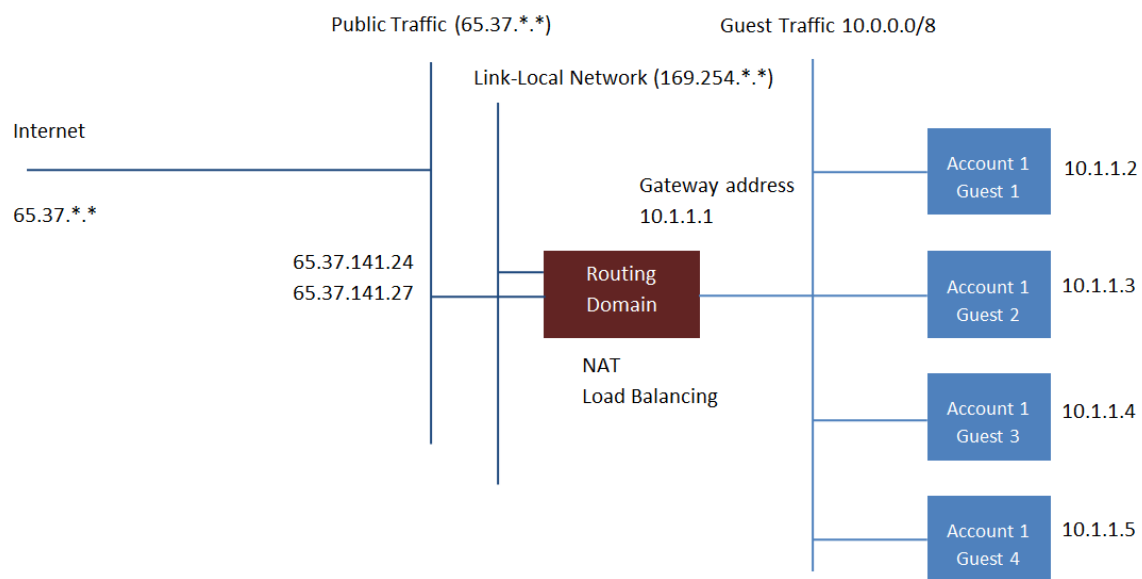 Public Traffic (65.37.*.*)
Guest Traffic 10.0.0.0/8
Link-Local Network (169.254.*.*)
Internet
65.37.*.*
Gateway address
10.1.1.1
65.37.141.24
65.37.141.27
Routing
Domain
NAT
Load Balancing
Account 1
Guest 1
10.1.1.2
Account 1
Guest 2
10.1.1.3
Account 1
Guest 3
10.1.1.4
Account 1
Guest 4
10.1.1.5